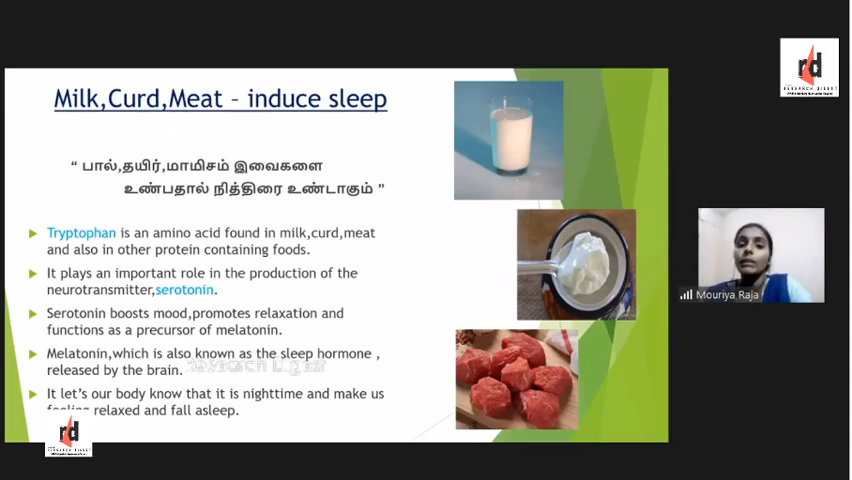 Milk,Curd,Meat – induce sleep
“ பால்,தயிர்,மாமிசம் இவைகளை
உண்பதால் நித்திரை உண்டாகும் ”
Tryptophan is an amino acid found in milk,curd,meat
and also in other protein containing foods.
It plays an important role in the production of the
neurotransmitter,serotonin.
Serotonin boosts mood,promotes relaxation and
functions as a precursor of melatonin.
Melatonin,which is also known as the sleep hormone ,
released by the brain.
Research Digest
It let’s our body know that it is nighttime and make us
feeling relaxed and fall asleep.
rd
rd
RESEARCH DIGEST
Mouriya Raja